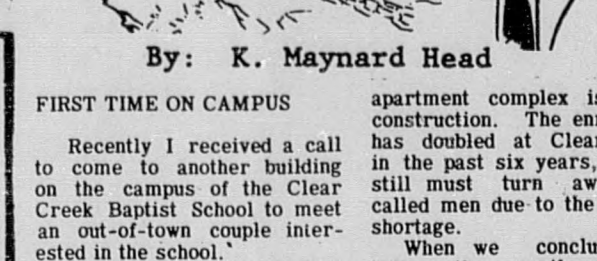 By: K. Maynard Head
FIRST TIME ON CAMPUS
Recently I received a call
to come to another building
on the campus of the Clear
Creek Baptist School to meet
an out-of-town couple inter-
ested in the school.
apartment complex
construction. The
has doubled at Clear
in the past six years,
still must turn
called men due to the
shortage.
When we